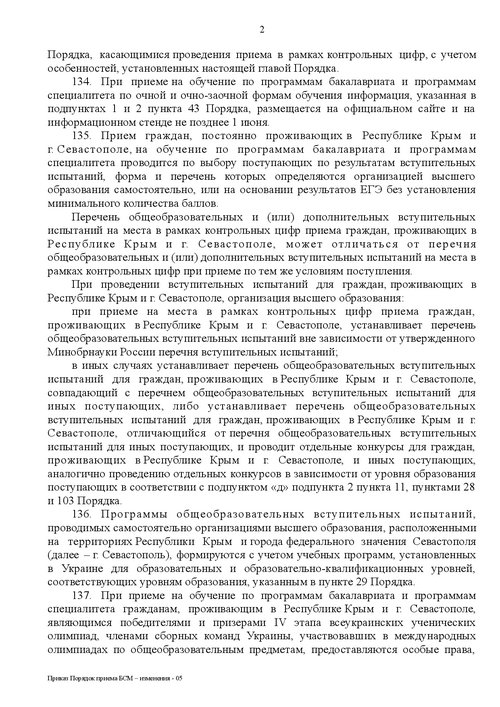 2
Порядка, касающимися проведения приема в рамках контрольных цифр, с учетом
особенностей, установленных настоящей главой Порядка.
134. При приеме на обучение по программам бакалавриата и программам
специалитета по очной и очно-заочной формам обучения информация, указанная в
подпунктах 1 и 2 пункта 43 Порядка, размещается на официальном сайте и на
информационном стенде не позднее 1 июня.
135. Прием граждан, постоянно проживающих в Республике Крым и
г. Севастополе, на обучение по программам бакалавриата и программам
специалитета проводится по выбору поступающих по результатам вступительных
испытаний, форма и перечень которых определяются организацией высшего
образования самостоятельно, или на основании результатов ЕГЭ без установления
минимального количества баллов.
Перечень общеобразовательных и (или) дополнительных вступительных
испытаний на места в рамках контрольных цифр приема граждан, проживающих в
Республике Крым и г. Севастополе, может отличаться от перечня
общеобразовательных и (или) дополнительных вступительных испытаний на места в
рамках контрольных цифр при приеме по тем же условиям поступления.
При проведении вступительных испытаний для граждан, проживающих в
Республике Крым и г. Севастополе, организация высшего образования:
при приеме на места в рамках контрольных цифр приема граждан,
проживающих в Республике Крым и г. Севастополе, устанавливает перечень
общеобразовательных вступительных испытаний вне зависимости от утвержденного
Минобрнауки России перечня вступительных испытаний;
в иных случаях устанавливает перечень общеобразовательных вступительных
испытаний для граждан, проживающих в Республике Крым и г. Севастополе,
совпадающий с перечнем общеобразовательных вступительных испытаний для
иных поступающих, либо устанавливает перечень общеобразовательных
вступительных испытаний для граждан, проживающих в Республике Крым и г.
Севастополе, отличающийся от перечня общеобразовательных вступительных
испытаний для иных поступающих, и проводит отдельные конкурсы для граждан,
проживающих в Республике Крым и г. Севастополе, и иных поступающих,
аналогично проведению отдельных конкурсов в зависимости от уровня образования
поступающих в соответствии с подпунктом «д» подпункта 2 пункта 11, пунктами 28
и 103 Порядка.
136. Программы общеобразовательных вступительных испытаний,
проводимых самостоятельно организациями высшего образования, расположенными
на территориях Республики Крым и города федерального значения Севастополя
(далее – г. Севастополь), формируются с учетом учебных программ, установленных
в Украине для образовательных и образовательно-квалификационных уровней,
соответствующих уровням образования, указанным в пункте 29 Порядка.
137. При приеме на обучение по программам бакалавриата и программам
специалитета гражданам, проживающим в Республике Крым и г. Севастополе,
являющимся победителями и призерами IV этапа всеукраинских ученических
олимпиад, членами сборных команд Украины, участвовавших в международных
олимпиадах по общеобразовательным предметам, предоставляются особые права,
Приказ Порядок приема БСМ – изменения - 05